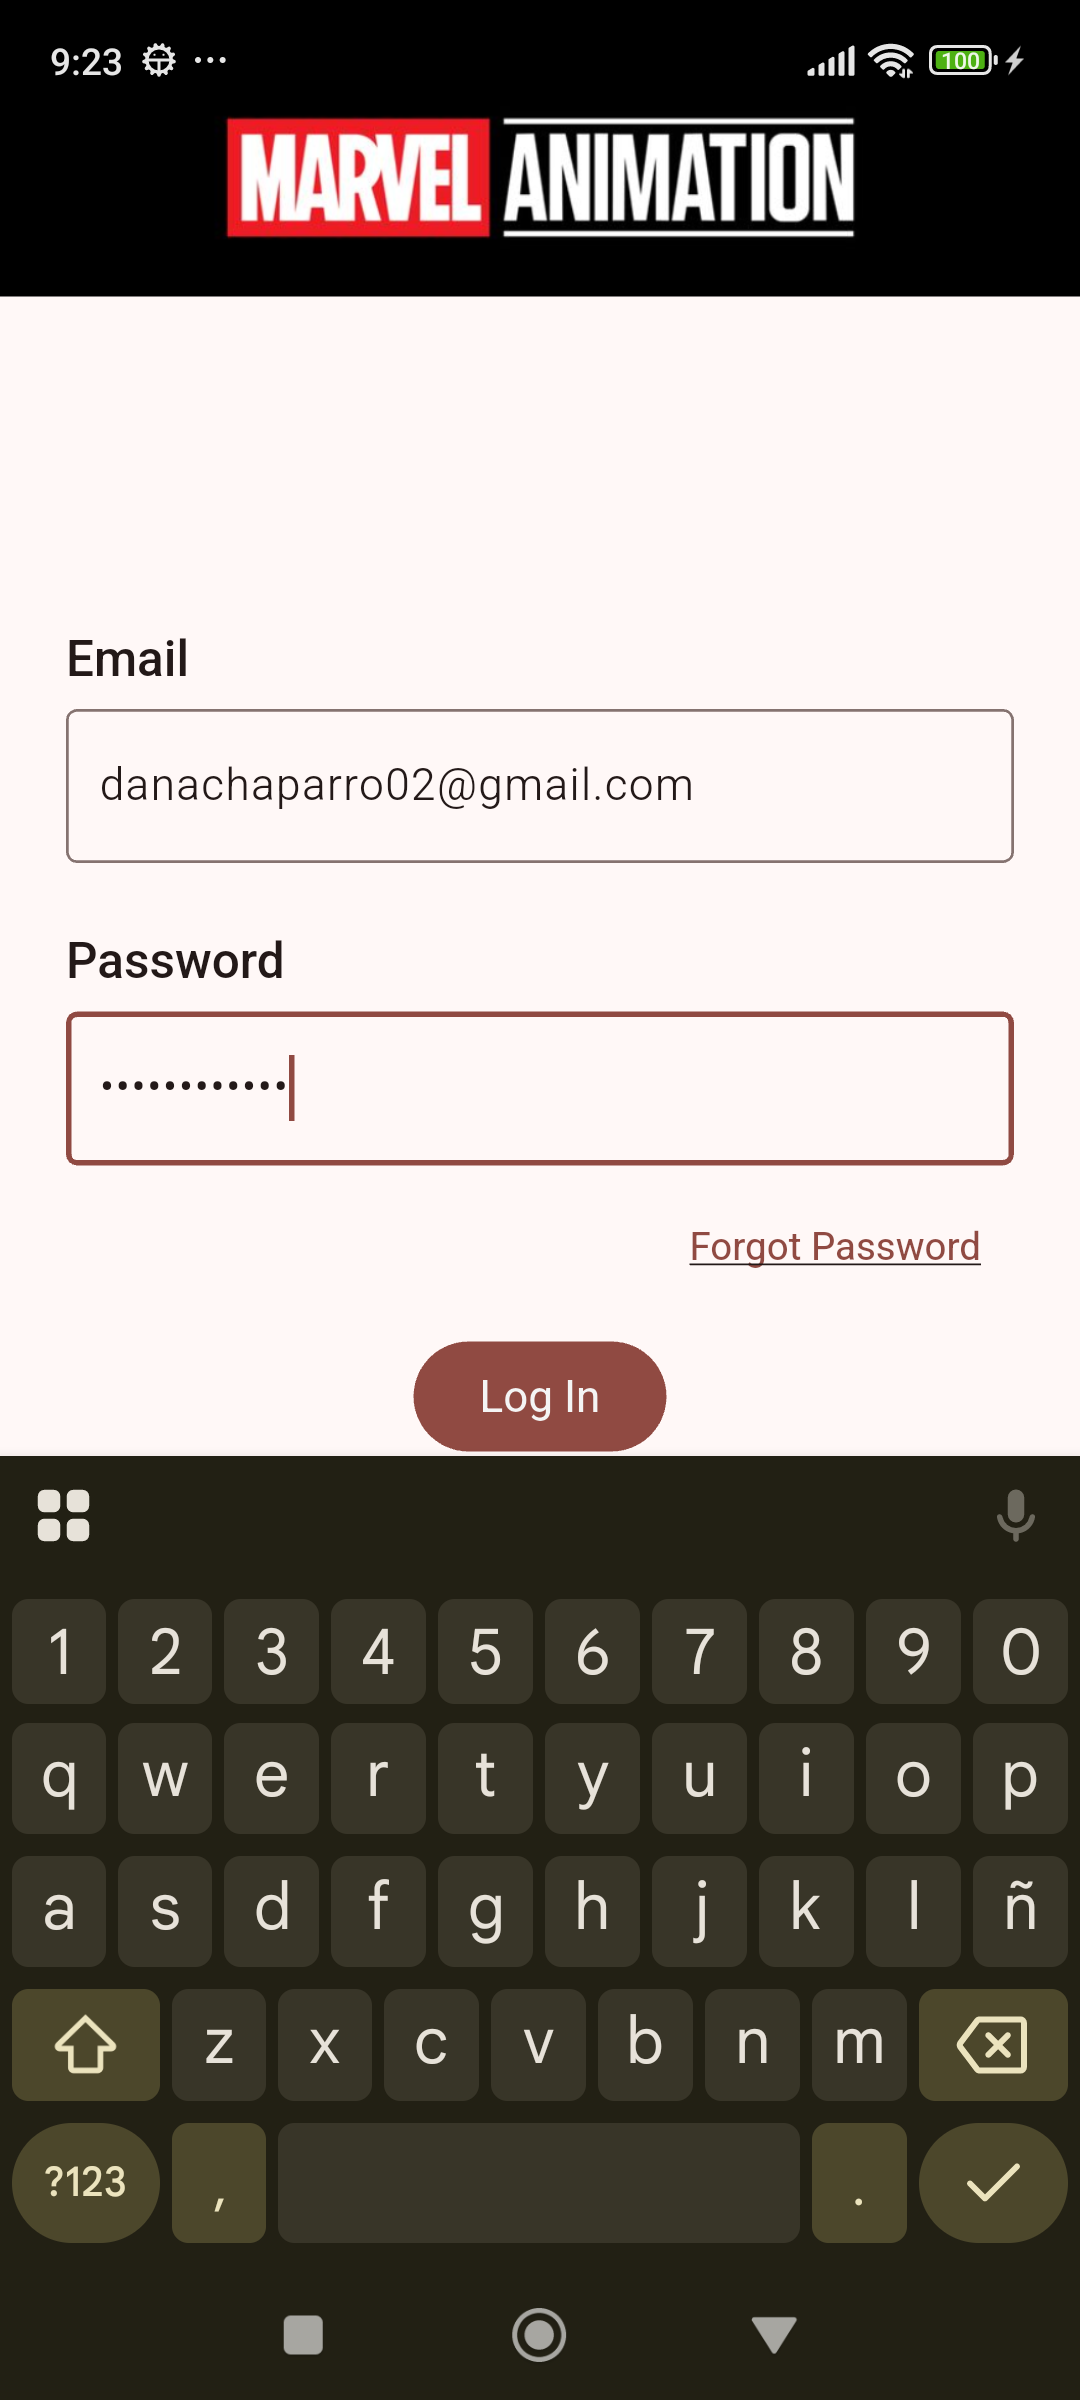 9:23 ... 100
MARVEL ANIMATION
Email
danachaparro02@gmail.com
Password
••••••••••••
Forgot Password
Log In
1 2 3 4 5 6 7 8 9 0
q w e r t y u i o p
a s d f g h j k l ñ
z x c v b n m
?123 , .